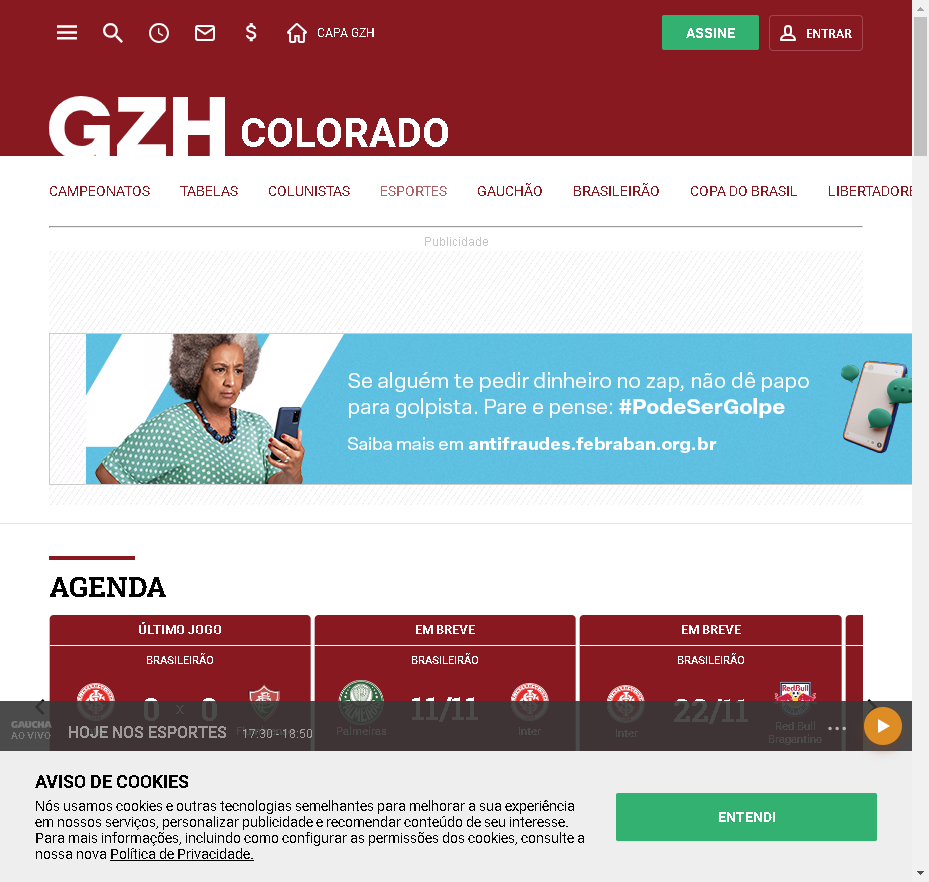 CAPA GZH
ASSINE
ENTRAR
GZH COLORADO
CAMPEONATOS TABELAS COLUNISTAS ESPORTES GAUCHÃO BRASILEIRÃO COPA DO BRASIL LIBERTADORE
Publicidade
Se alguém te pedir dinheiro no zap, não dê papo
para golpista. Pare e pense: #PodeSerGolpe
Saiba mais em antifraudes.febraban.org.br
AGENDA
ÚLTIMO JOGO
BRASILEIRÃO
0 X 0
EM BREVE
BRASILEIRÃO
11/11
Palmeiras
Inter
EM BREVE
BRASILEIRÃO
22/11
Inter
Red Bull
Bragantino
GAÚCHA
AO VIVO
HOJE NOS ESPORTES 17:30 - 18:50
AVISO DE COOKIES
Nós usamos cookies e outras tecnologias semelhantes para melhorar a sua experiência
em nossos serviços, personalizar publicidade e recomendar conteúdo de seu interesse.
Para mais informações, incluindo como configurar as permissões dos cookies, consulte a
nossa nova Política de Privacidade.
ENTENDI